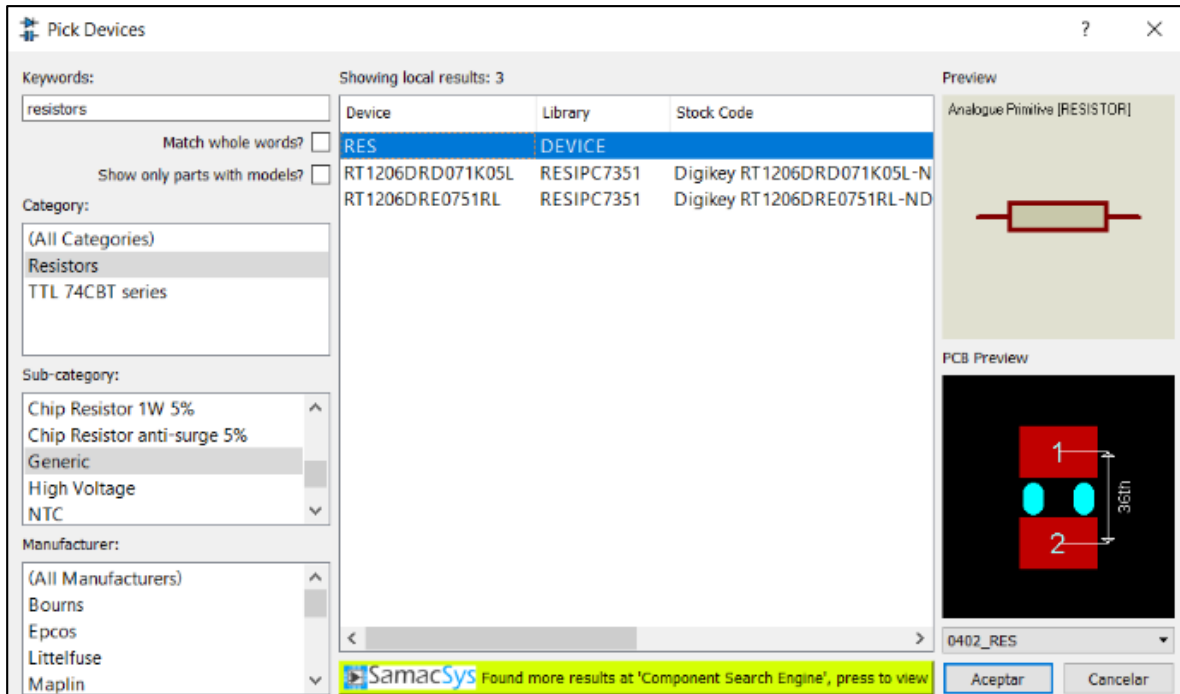 Pick Devices
?
Keywords:
resistors
Match whole words?
Show only parts with models?
Category:
(All Categories)
Resistors
TTL 74CBT series
Sub-category:
Chip Resistor 1W 5%
Chip Resistor anti-surge 5%
Generic
High Voltage
NTC
Manufacturer:
(All Manufacturers)
Bourns
Epcos
Littelfuse
Maplin
Showing local results: 3
Device Library Stock Code
RES DEVICE
RT1206DRD071K05L RESIPC7351 Digikey RT1206DRD071K05L-N
RT1206DRE0751RL RESIPC7351 Digikey RT1206DRE0751RL-ND
SamacSys Found more results at 'Component Search Engine', press to view
Preview
Analogue Primitive [RESISTOR]
PCB Preview
1
36th
2
0402_RES
Aceptar Cancelar